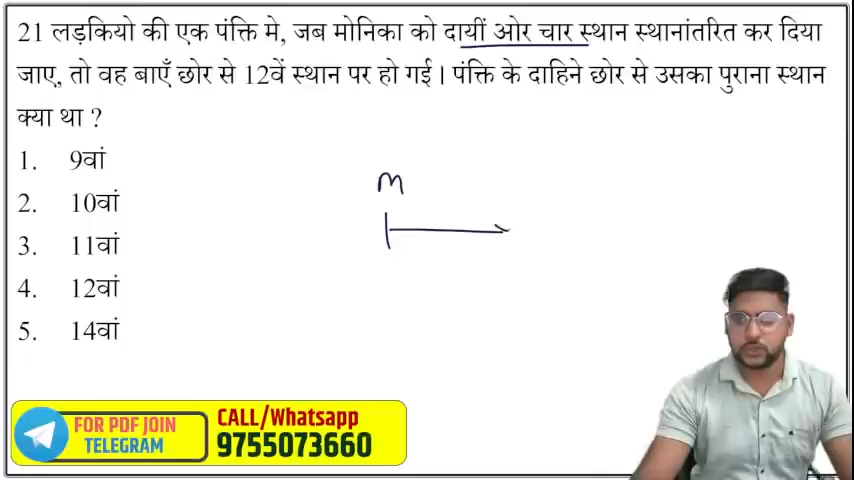 21 लड़कियो की एक पंक्ति मे, जब मोनिका को दायीं ओर चार स्थान स्थानांतरित कर दिया
जाए, तो वह बाएँ छोर से 12वें स्थान पर हो गई। पंक्ति के दाहिने छोर से उसका पुराना स्थान
क्या था ?
1. 9वां
2. 10वां
3. 11वां
4. 12वां
5. 14वां
M
FOR PDF JOIN
TELEGRAM
CALL/Whatsapp
9755073660